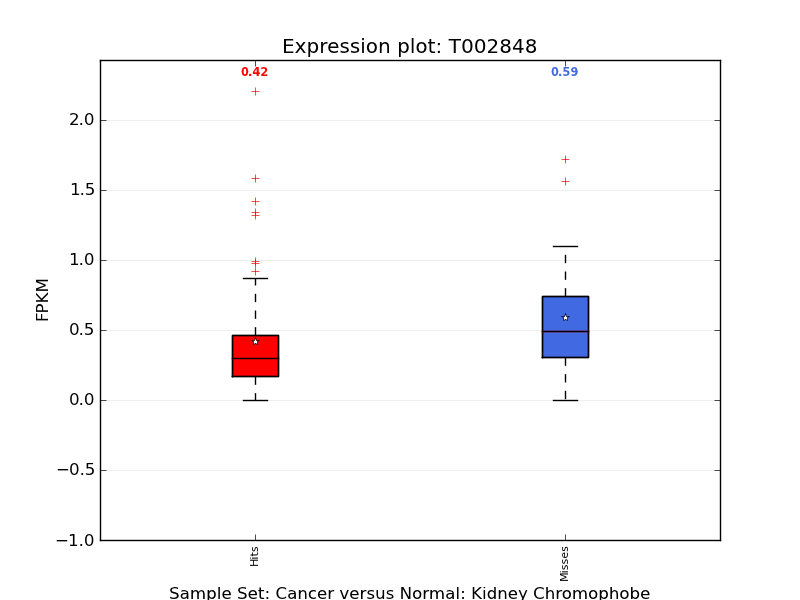 Expression plot: T002848
0.42
0.59
2.0
1.5
1.0
0.5
0.0
−0.5
−1.0
FPKM
Hits
Misses
Sample Set: Cancer versus Normal: Kidney Chromophobe